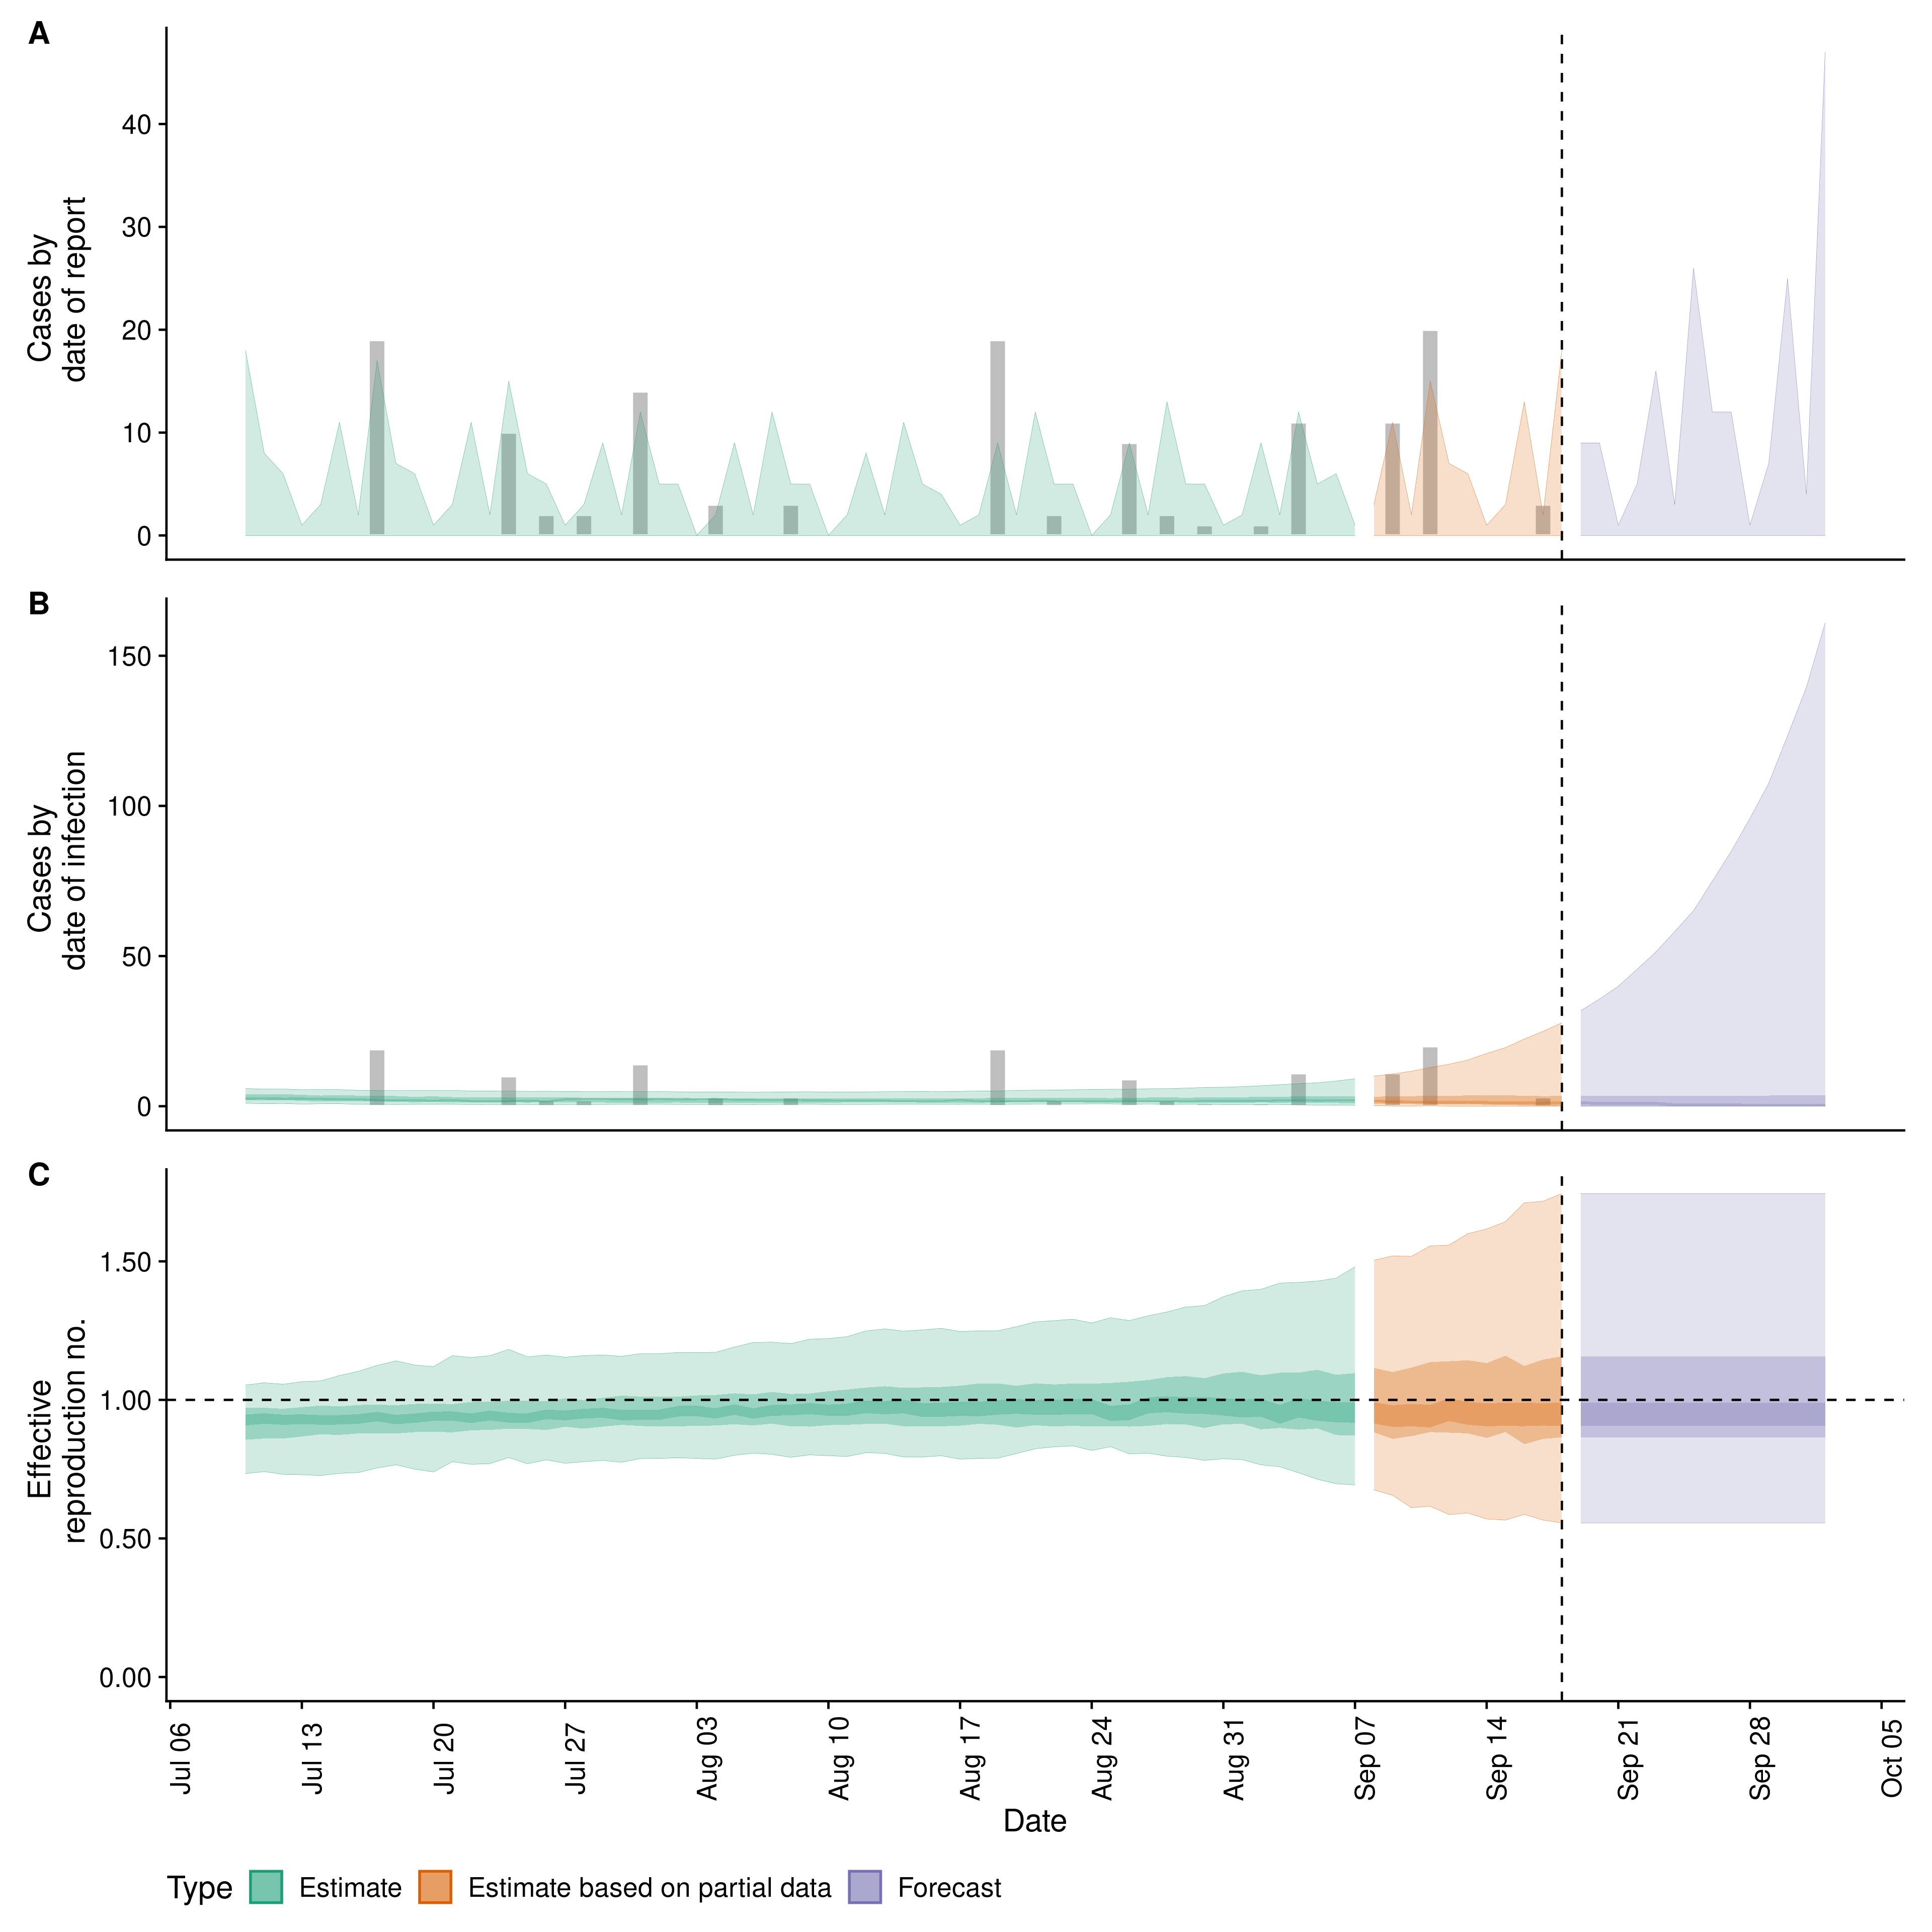 A
Cases by
date of report
40
30
20
10
0
B
Cases by
date of infection
150
100
50
0
C
Effective
reproduction no.
1.50
1.00
0.50
0.00
Jul 06
Jul 13
Jul 20
Jul 27
Aug 03
Aug 10
Aug 17
Aug 24
Aug 31
Sep 07
Sep 14
Sep 21
Sep 28
Oct 05
Date
Type Estimate Estimate based on partial data Forecast